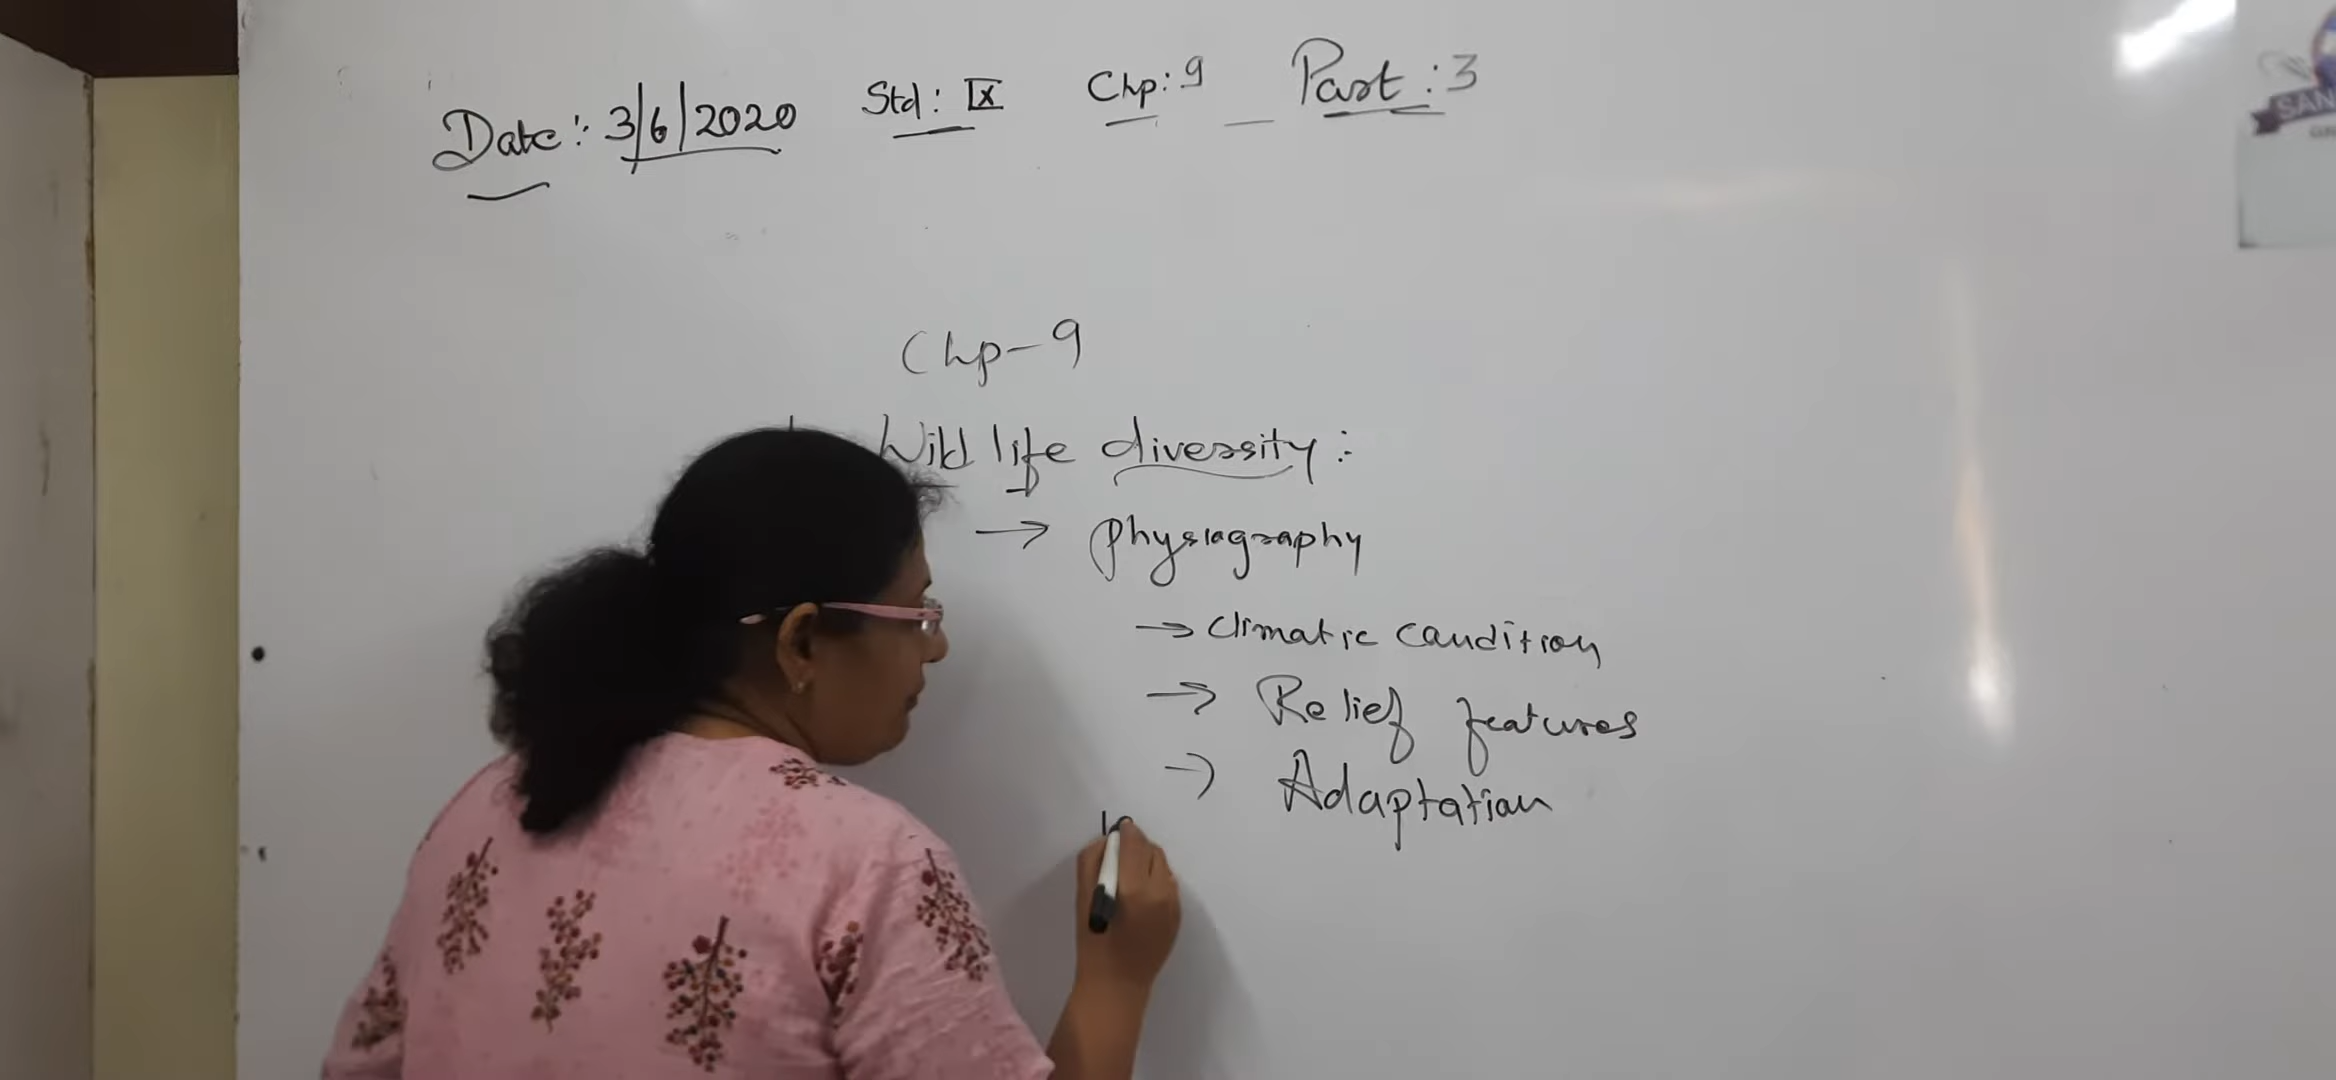 Date: 3/6/2020 Std: IX Chp: 9 Part: 3
SAN
Chp-9
Wild life diversity :-
→ Physiography
→ Climatic condition
→ Relief features
→ Adaptation